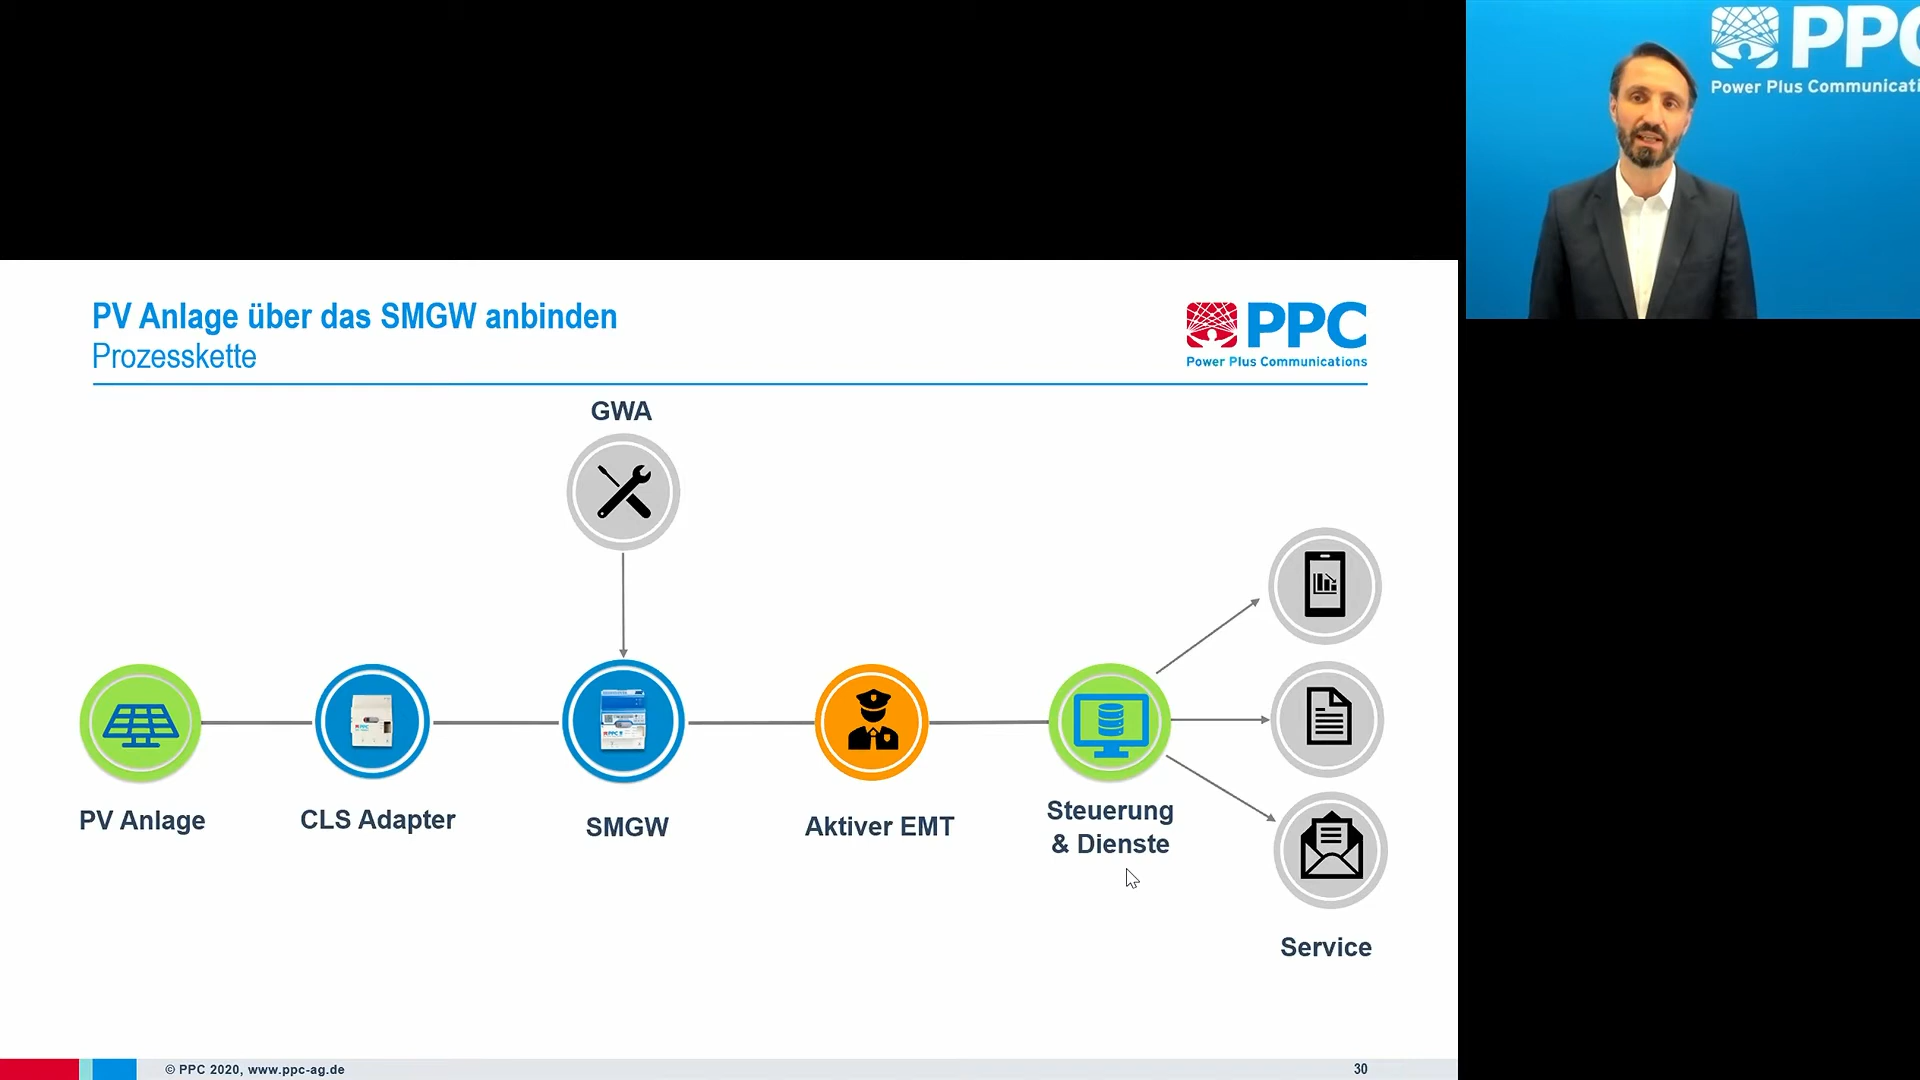 PPC
Power Plus Communicati
PV Anlage über das SMGW anbinden
Prozesskette
PPC
Power Plus Communications
GWA
PV Anlage
CLS Adapter
SMGW
Aktiver EMT
Steuerung
& Dienste
Service
© PPC 2020, www.ppc-ag.de
30